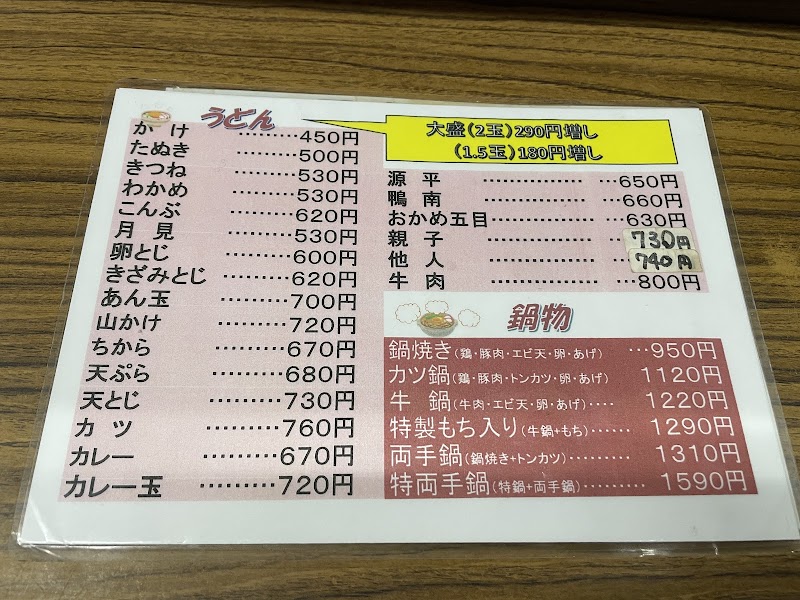 うどん
大盛(2玉)290円増し
(1.5玉)180円増し
かけ………450円
たぬき………500円
きつね………530円
わかめ………530円
こんぶ………620円
月見………530円
卵とじ………600円
きざみとじ………620円
あん玉………700円
山かけ………720円
ちから………670円
天ぷら………680円
天とじ………730円
カツ………760円
カレー………670円
カレー玉………720円
源平………650円
鴨南………660円
おかめ五目………630円
親子………730円
他人………740円
牛肉………800円
鍋物
鍋焼き(鶏・豚肉・エビ天・卵・あげ)…950円
カツ鍋(鶏・豚肉・トンカツ・卵・あげ) 1120円
牛鍋(牛肉・エビ天・卵・あげ)‥‥1220円
特製もち入り(牛鍋+もち)……1290円
両手鍋(鍋焼き+トンカツ)………1310円
特両手鍋(特鍋+両手鍋)………1590円